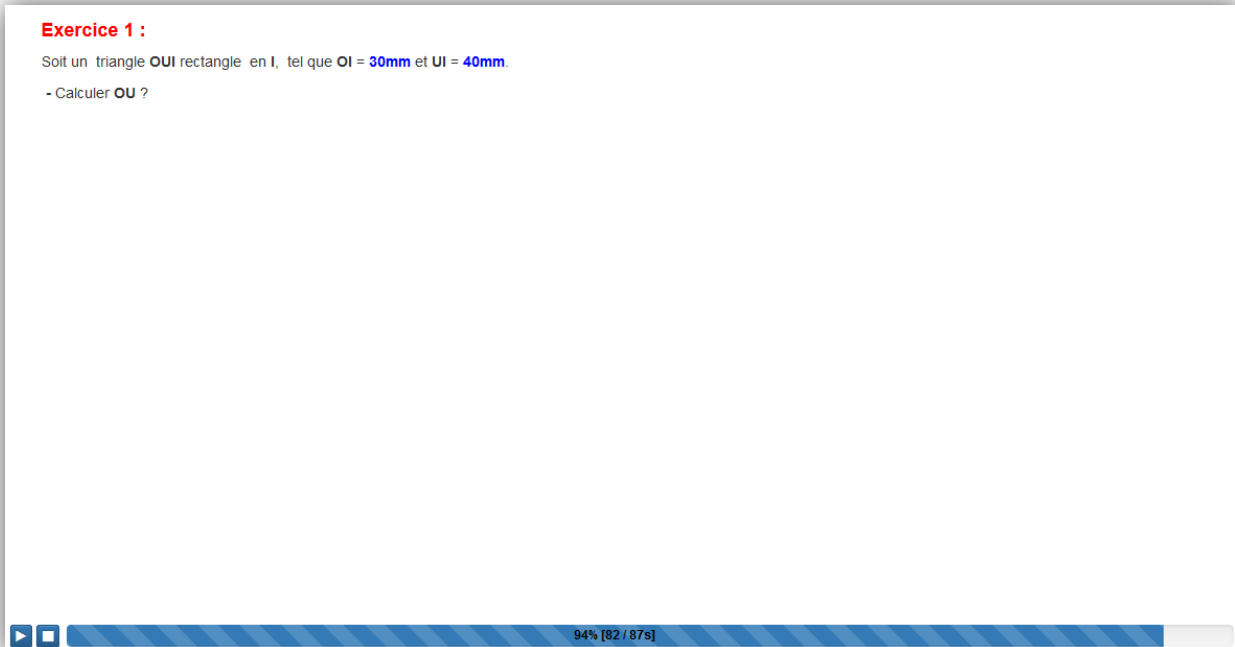 Exercice 1 :
Soit un triangle OUI rectangle en I, tel que OI = 30mm et UI = 40mm.
- Calculer OU ?
94% [82 / 87s]